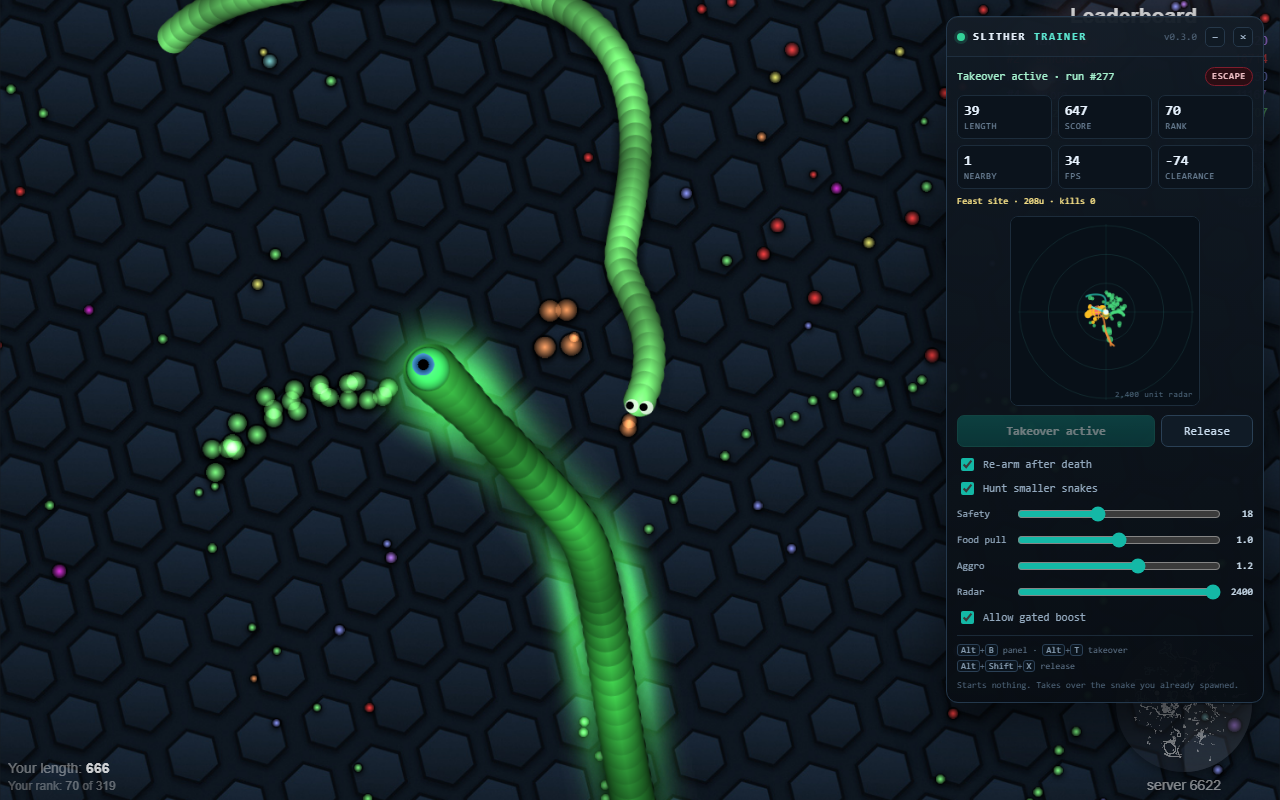 Leaderboard
SLITHER TRAINER v0.3.0 − ×
Takeover active · run #277 ESCAPE
39 647 70
LENGTH SCORE RANK
1 34 -74
NEARBY FPS CLEARANCE
Feast site · 208u · kills 0
2,400 unit radar
Takeover active Release
Re-arm after death
Hunt smaller snakes
Safety 18
Food pull 1.0
Aggro 1.2
Radar 2400
Allow gated boost
Alt+B panel · Alt+T takeover
Alt+Shift+X release
Starts nothing. Takes over the snake you already spawned.
Your length: 666
Your rank: 70 of 319
server 6622